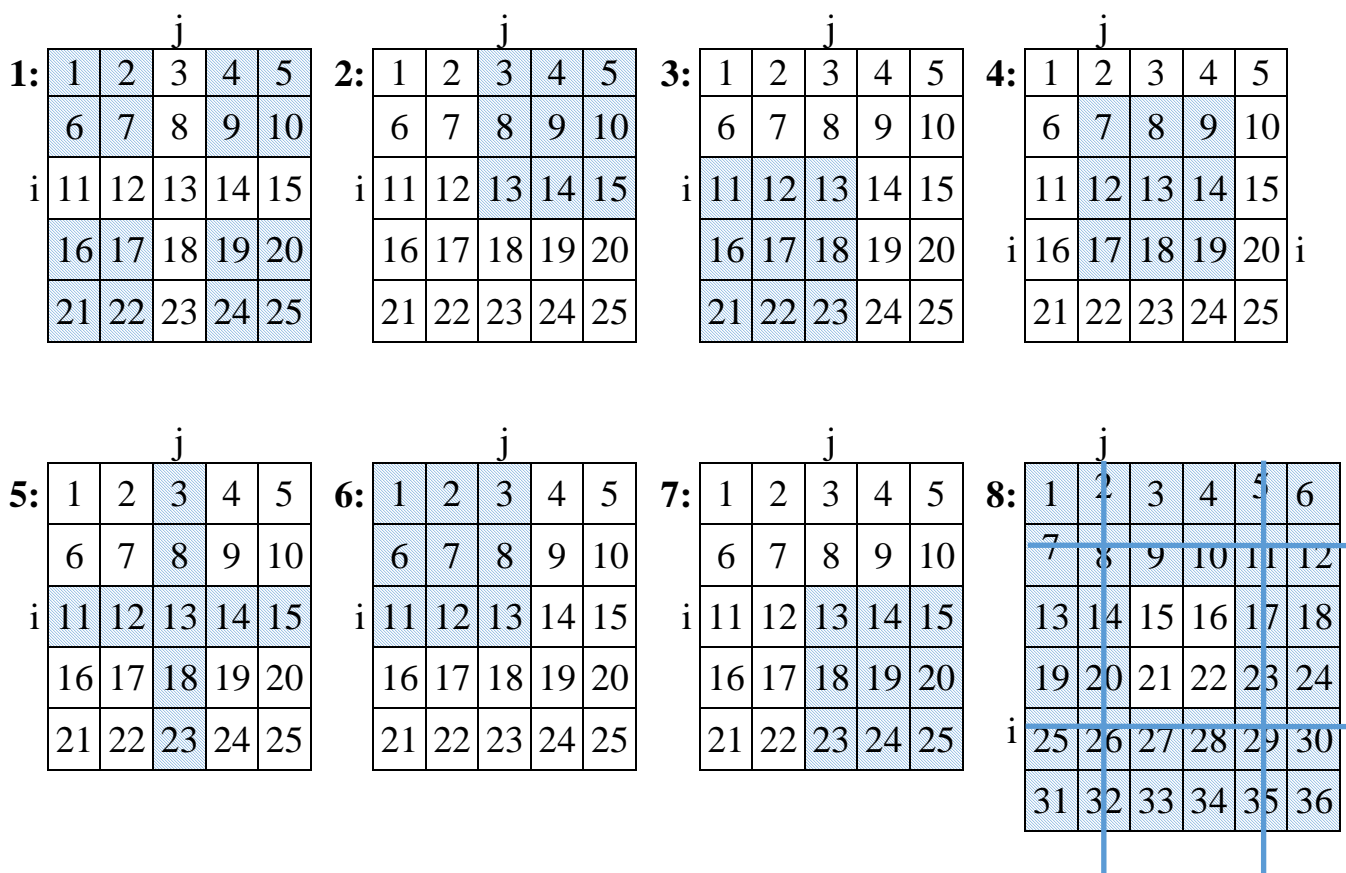 j j j j
1: 1 2 3 4 5 2: 1 2 3 4 5 3: 1 2 3 4 5 4: 1 2 3 4 5
6 7 8 9 10 6 7 8 9 10 6 7 8 9 10 6 7 8 9 10
i 11 12 13 14 15 i 11 12 13 14 15 i 11 12 13 14 15 11 12 13 14 15
16 17 18 19 20 16 17 18 19 20 16 17 18 19 20 i 16 17 18 19 20 i
21 22 23 24 25 21 22 23 24 25 21 22 23 24 25 21 22 23 24 25
j j j j
5: 1 2 3 4 5 6: 1 2 3 4 5 7: 1 2 3 4 5 8: 1 2 3 4 5 6
6 7 8 9 10 6 7 8 9 10 6 7 8 9 10 7 8 9 10 11 12
i 11 12 13 14 15 i 11 12 13 14 15 i 11 12 13 14 15 13 14 15 16 17 18
16 17 18 19 20 16 17 18 19 20 16 17 18 19 20 19 20 21 22 23 24
21 22 23 24 25 21 22 23 24 25 21 22 23 24 25 i 25 26 27 28 29 30
31 32 33 34 35 36